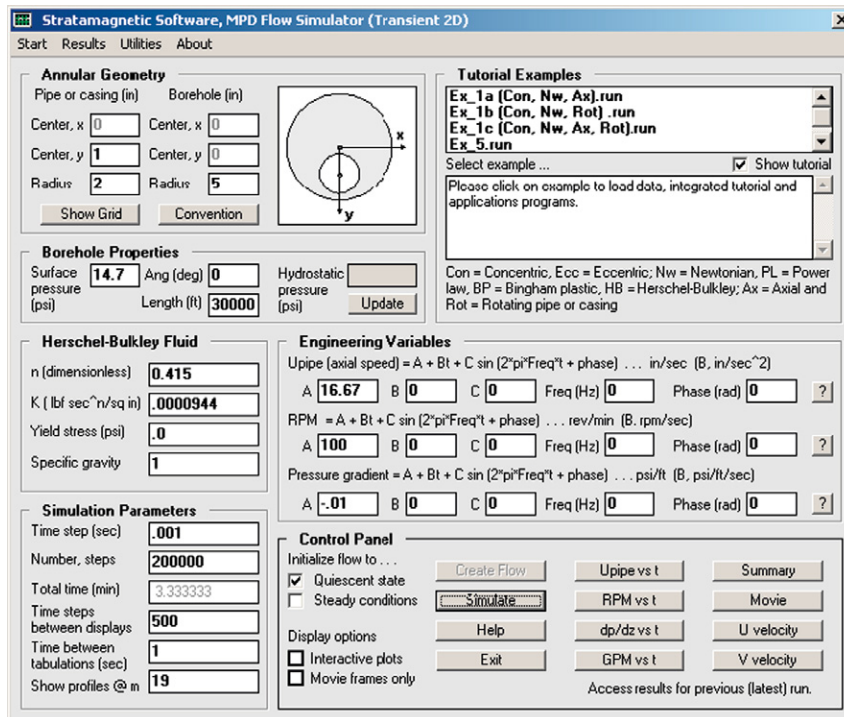 Stratamagnetic Software, MPD Flow Simulator (Transient 2D)
Start Results Utilities About
Annular Geometry
Pipe or casing (in) Borehole (in)
Center, x 0 Center, x 0
Center, y 1 Center, y 0
Radius 2 Radius 5
Show Grid Convention
x
y
Tutorial Examples
Ex_1a (Con, Nw, Ax).run
Ex_1b (Con, Nw, Rot) .run
Ex_1c (Con, Nw, Ax, Rot).run
Ex_5.run
Select example ... Show tutorial
Please click on example to load data, integrated tutorial and
applications programs.
Con = Concentric, Ecc = Eccentric; Nw = Newtonian, PL = Power
law, BP = Bingham plastic, HB = Herschel-Bulkley; Ax = Axial and
Rot = Rotating pipe or casing
Borehole Properties
Surface pressure (psi) 14.7 Ang (deg) 0
Length (ft) 30000
Hydrostatic pressure (psi)
Update
Herschel-Bulkley Fluid
n (dimensionless) 0.415
K ( lbf sec^n/sq in) .0000944
Yield stress (psi) .0
Specific gravity 1
Engineering Variables
Upipe (axial speed) = A + Bt + C sin (2*pi*Freq*t + phase) . . . in/sec (B, in/sec^2)
A 16.67 B 0 C 0 Freq (Hz) 0 Phase (rad) 0 ?
RPM = A + Bt + C sin (2*pi*Freq*t + phase) . . . rev/min (B. rpm/sec)
A 100 B 0 C 0 Freq (Hz) 0 Phase (rad) 0 ?
Pressure gradient = A + Bt + C sin (2*pi*Freq*t + phase) . . . psi/ft (B, psi/ft/sec)
A -.01 B 0 C 0 Freq (Hz) 0 Phase (rad) 0 ?
Simulation Parameters
Time step (sec) .001
Number, steps 200000
Total time (min) 3.333333
Time steps
between displays 500
Time between
tabulations (sec) 1
Show profiles @ m 19
Control Panel
Initialize flow to . . .
Quiescent state
Steady conditions
Display options
Interactive plots
Movie frames only
Create Flow Upipe vs t Summary
Simulate RPM vs t Movie
Help dp/dz vs t U velocity
Exit GPM vs t V velocity
Access results for previous (latest) run.